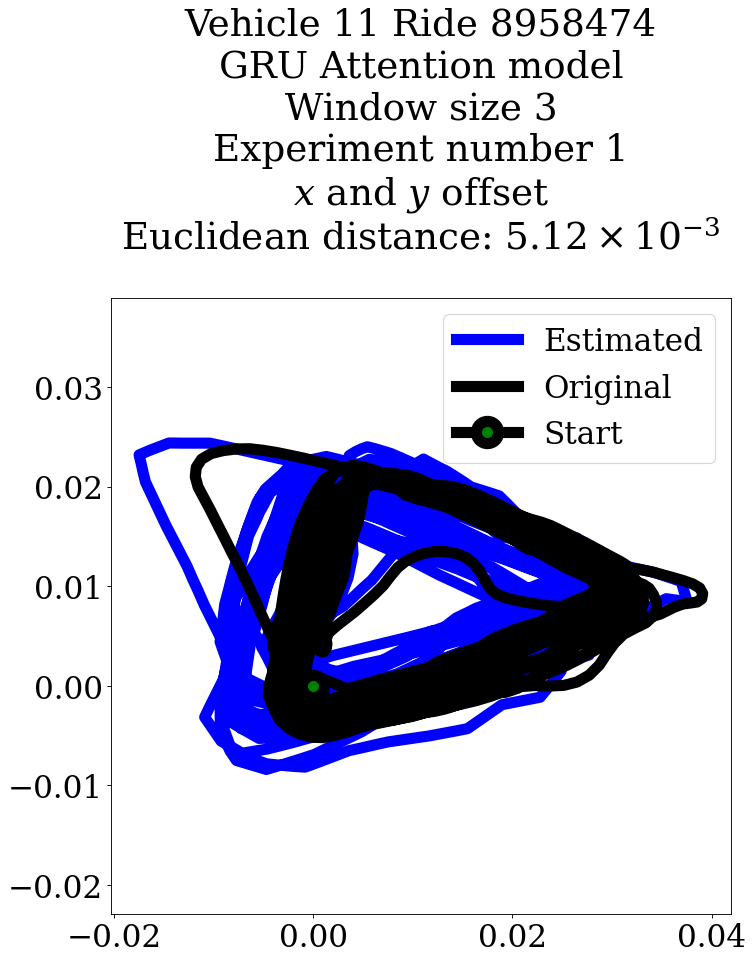 Vehicle 11 Ride 8958474
GRU Attention model
Window size 3
Experiment number 1
x and y offset
Euclidean distance: 5.12 × 10⁻³
Estimated
Original
Start
0.03
0.02
0.01
0.00
−0.01
−0.02
−0.02 0.00 0.02 0.04